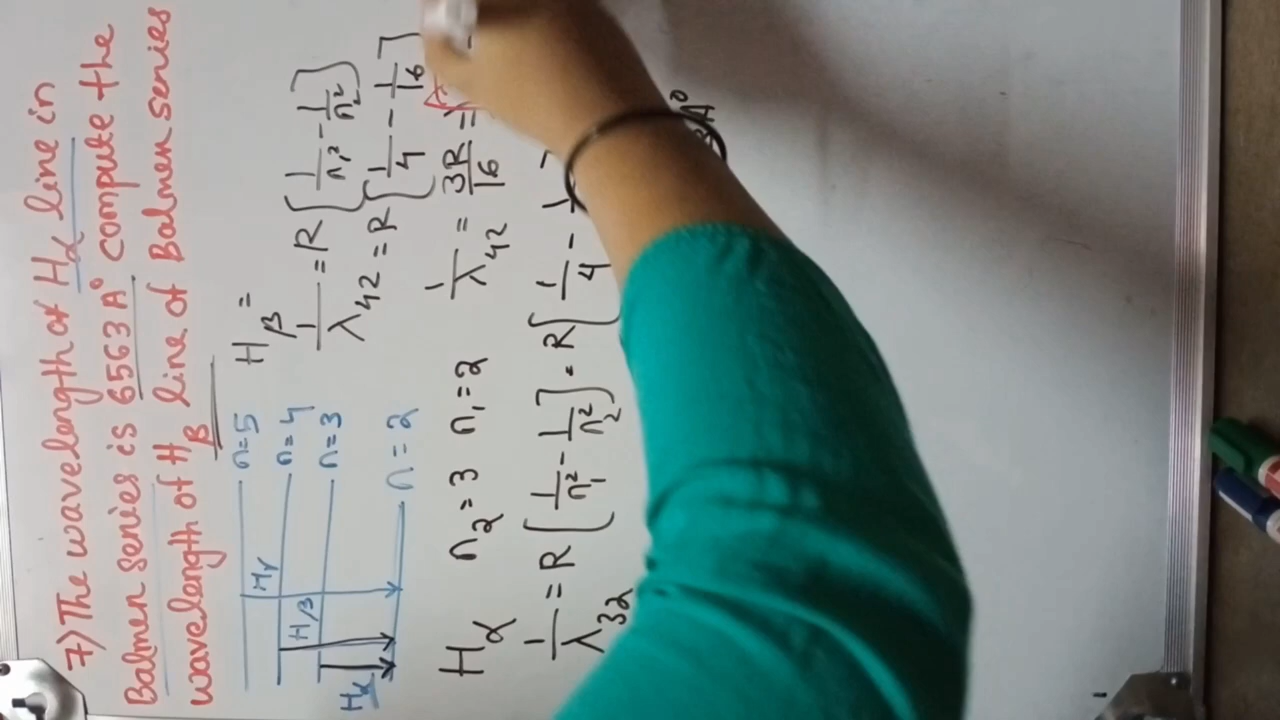 7) The wavelength of Hα line in
Balmer series is 6563 A° compute the
wavelength of Hβ line of Balmer series
n=5
n=4
n=3
n=2
Hγ
Hβ
Hα
Hβ =
1/λ42 = R[1/n1² - 1/n2²]
= R[1/4 - 1/16]
1/λ42 = 3R/16 =
Hα n2=3 n1=2
1/λ32 = R[1/n1² - 1/n2²] = R[1/4 -
A°